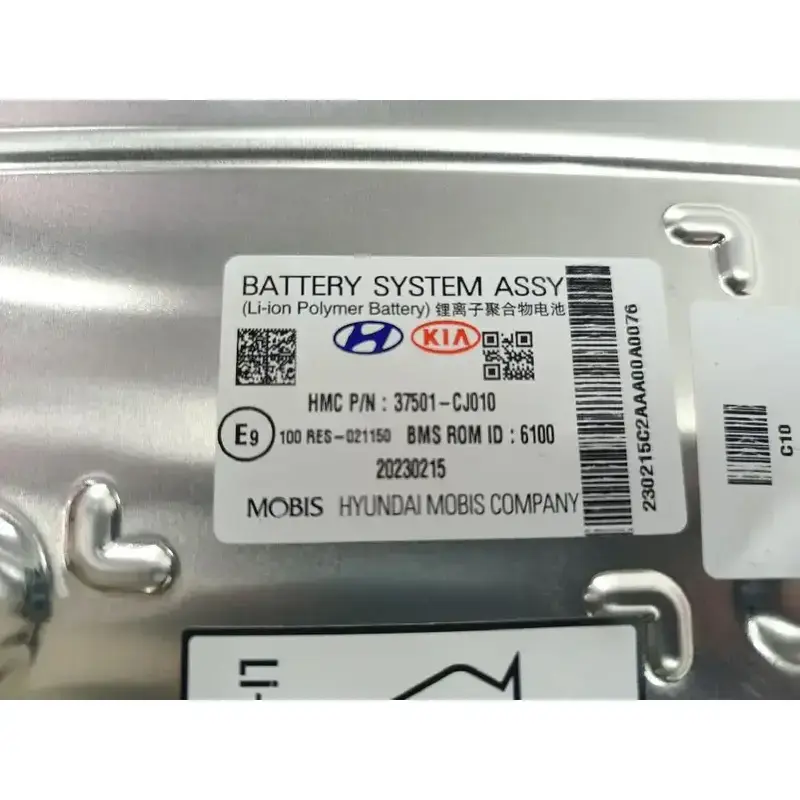 BATTERY SYSTEM ASSY
(Li-ion Polymer Battery) 锂离子聚合物电池
KIA
HMC P/N : 37501-CJ010
E9 100 RES-021150 BMS ROM ID : 6100
20230215
MOBIS HYUNDAI MOBIS COMPANY
230215C2AAA00A0076
C10
Li-